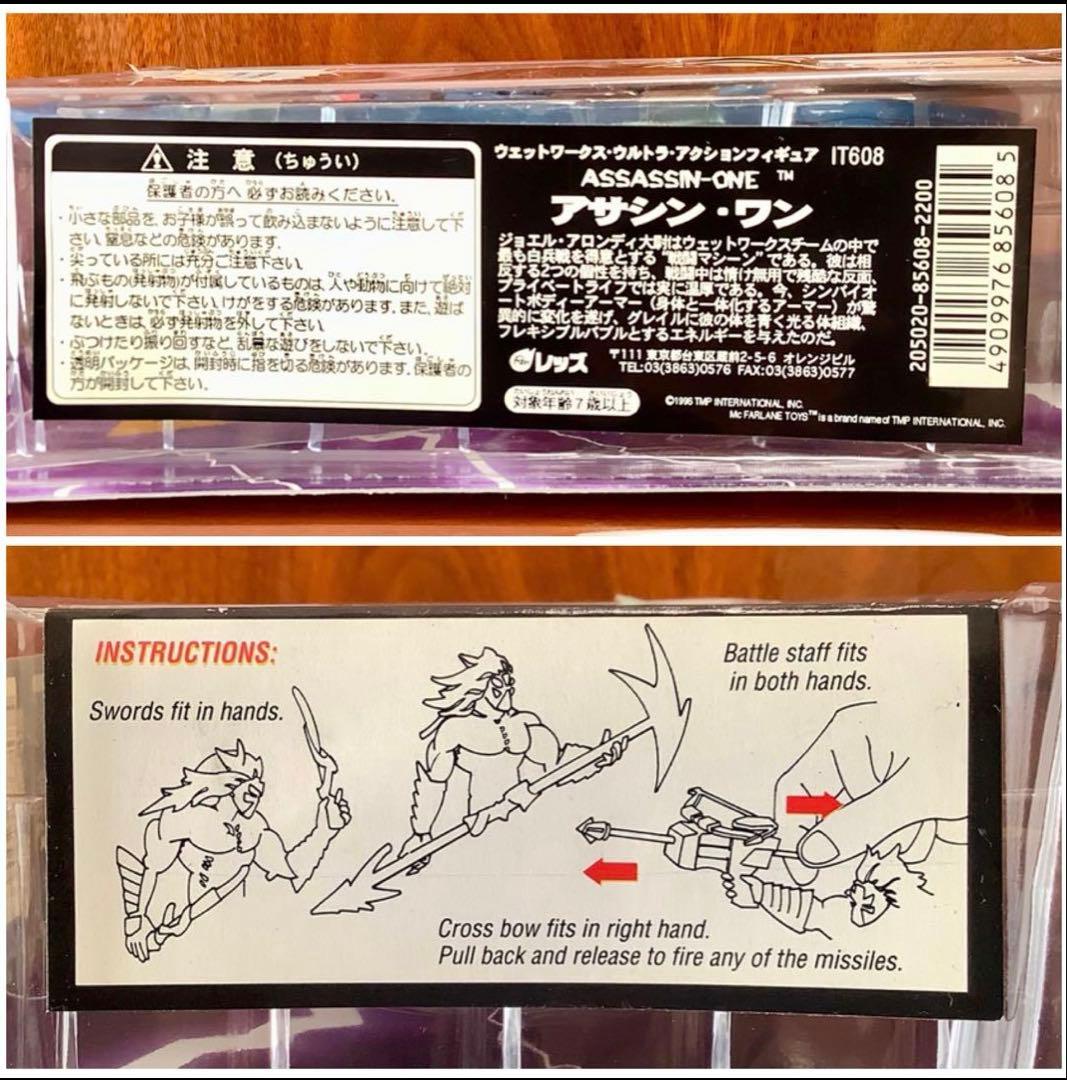 注 意 (ちゅうい)
保護者の方へ 必ずお読みください。
・小さな部品を、お子様が誤って飲み込まないように注意して下
さい。窒息などの危険があります。
・尖っている所には充分ご注意下さい。
・飛ぶもの(発射物)が付属しているものは、人や動物に向けて絶対
に発射しないで下さい。けがをする危険があります。また、遊ば
ないときは、必ず発射物を外して下さい。
・ぶつけたり振り回すなど、乱暴な遊びをしないで下さい。
・透明パッケージは、開封時に指を切る危険があります。保護者の
方が開封して下さい。
ウェットワークス・ウルトラ・アクションフィギュア IT608
ASSASSIN-ONE ™
アサシン・ワン
ジョエル・アロンディ大尉はウェットワークスチームの中で
最も白兵戦を得意とする“戦闘マシーン”である。彼は相
反する2つの個性を持ち、戦闘中は情け無用で残酷な反面、
プライベートライフでは実に温厚である。今、シンバイオ
ートボディーアーマー(身体と一体化するアーマー)が驚
異的に変化を遂げ、グレイルに彼の体を青く光る体組織、
フレキシブルパブルとするエネルギーを与えたのだ。
レッズ
〒111 東京都台東区蔵前2-5-6 オレンジビル
TEL:03(3863)0576 FAX:03(3863)0577
対象年齢7歳以上
©1996 TMP INTERNATIONAL, INC.
Mc FARLANE TOYS™ is a brand name of TMP INTERNATIONAL, INC.
205020-85608-2200
4909976856085
INSTRUCTIONS:
Swords fit in hands.
Battle staff fits
in both hands.
Cross bow fits in right hand.
Pull back and release to fire any of the missiles.